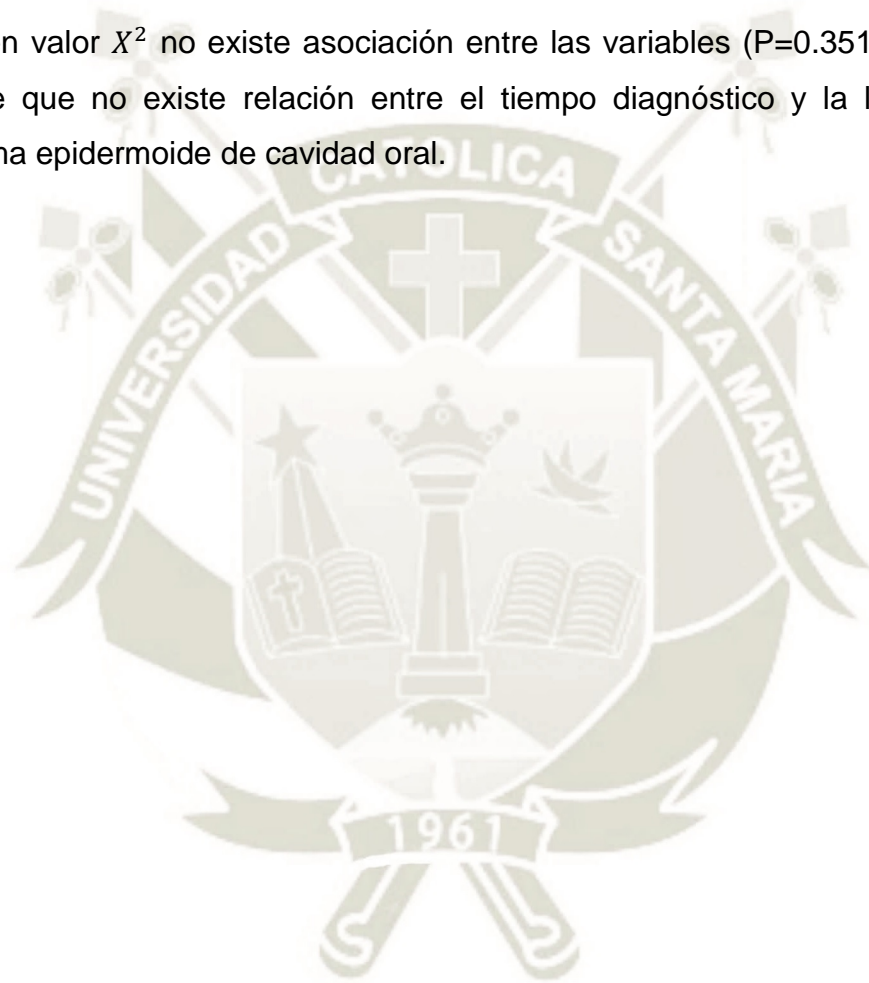 n valor X² no existe asociación entre las variables (P=0.351
e que no existe relación entre el tiempo diagnóstico y la l
na epidermoide de cavidad oral.
UNIVERSIDAD CATOLICA SANTA MARIA
1961